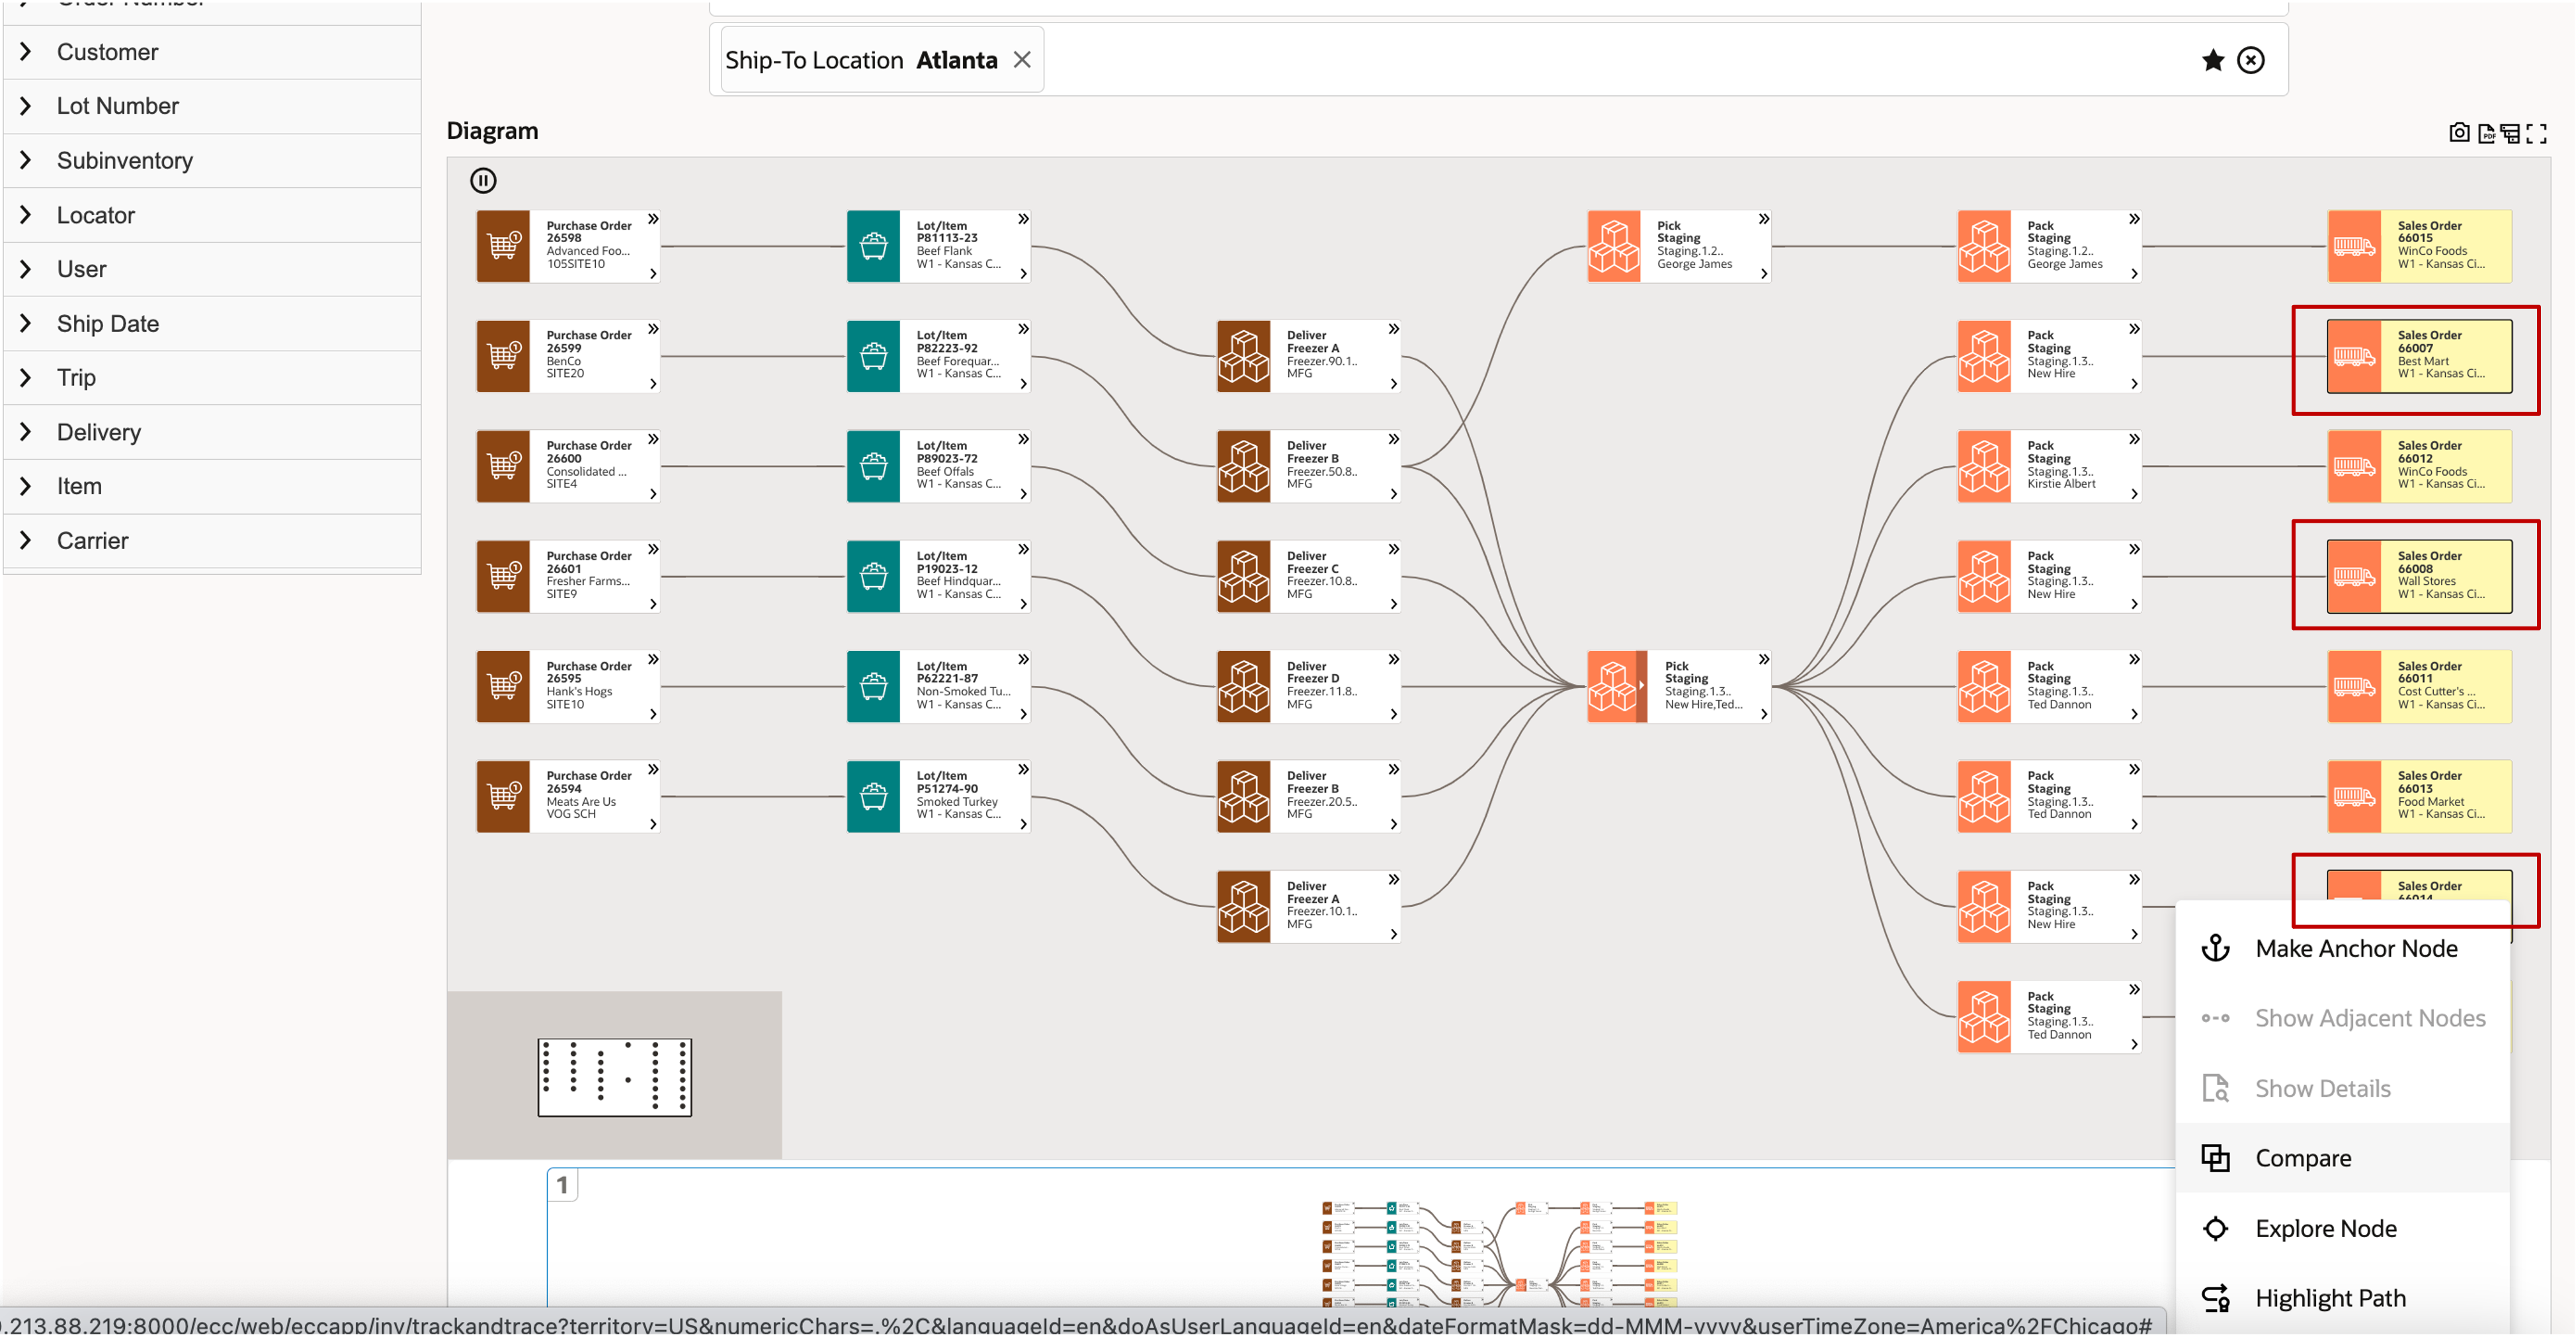 Customer
Lot Number
Subinventory
Locator
User
Ship Date
Trip
Delivery
Item
Carrier
Ship-To Location Atlanta
Diagram
Purchase Order
26598
Advanced Foo...
105SITE10
Lot/Item
P81113-23
Beef Flank
W1 - Kansas C...
Pick
Staging
Staging.1.2..
George James
Pack
Staging
Staging.1.2..
George James
Sales Order
66015
WinCo Foods
W1 - Kansas Ci...
Purchase Order
26599
BenCo
SITE20
Lot/Item
P82223-92
Beef Forequar...
W1 - Kansas C...
Deliver
Freezer A
Freezer.90.1..
MFG
Pack
Staging
Staging.1.3..
New Hire
Sales Order
66007
Best Mart
W1 - Kansas Ci...
Purchase Order
26600
Consolidated ...
SITE4
Lot/Item
P89023-72
Beef Offals
W1 - Kansas C...
Deliver
Freezer B
Freezer.50.8..
MFG
Pack
Staging
Staging.1.3..
Kirstie Albert
Sales Order
66012
WinCo Foods
W1 - Kansas Ci...
Purchase Order
26601
Fresher Farms...
SITE9
Lot/Item
P19023-12
Beef Hindquar...
W1 - Kansas C...
Deliver
Freezer C
Freezer.10.8..
MFG
Pack
Staging
Staging.1.3..
New Hire
Sales Order
66008
Wall Stores
W1 - Kansas Ci...
Purchase Order
26595
Hank's Hogs
SITE10
Lot/Item
P62221-87
Non-Smoked Tu...
W1 - Kansas C...
Deliver
Freezer D
Freezer.11.8..
MFG
Pick
Staging
Staging.1.3..
New Hire,Ted...
Pack
Staging
Staging.1.3..
Ted Dannon
Sales Order
66011
Cost Cutter's ...
W1 - Kansas Ci...
Purchase Order
26594
Meats Are Us
VOG SCH
Lot/Item
P51274-90
Smoked Turkey
W1 - Kansas C...
Deliver
Freezer B
Freezer.20.5..
MFG
Pack
Staging
Staging.1.3..
Ted Dannon
Sales Order
66013
Food Market
W1 - Kansas Ci...
Deliver
Freezer A
Freezer.10.1..
MFG
Pack
Staging
Staging.1.3..
New Hire
Sales Order
66014
Pack
Staging
Staging.1.3..
Ted Dannon
Make Anchor Node
Show Adjacent Nodes
Show Details
Compare
Explore Node
Highlight Path
1
.213.88.219:8000/ecc/web/eccapp/inv/trackandtrace?territory=US&numericChars=.%2C&languageId=en&doAsUserLanguageId=en&dateFormatMask=dd-MMM-yyyy&userTimeZone=America%2FChicago#